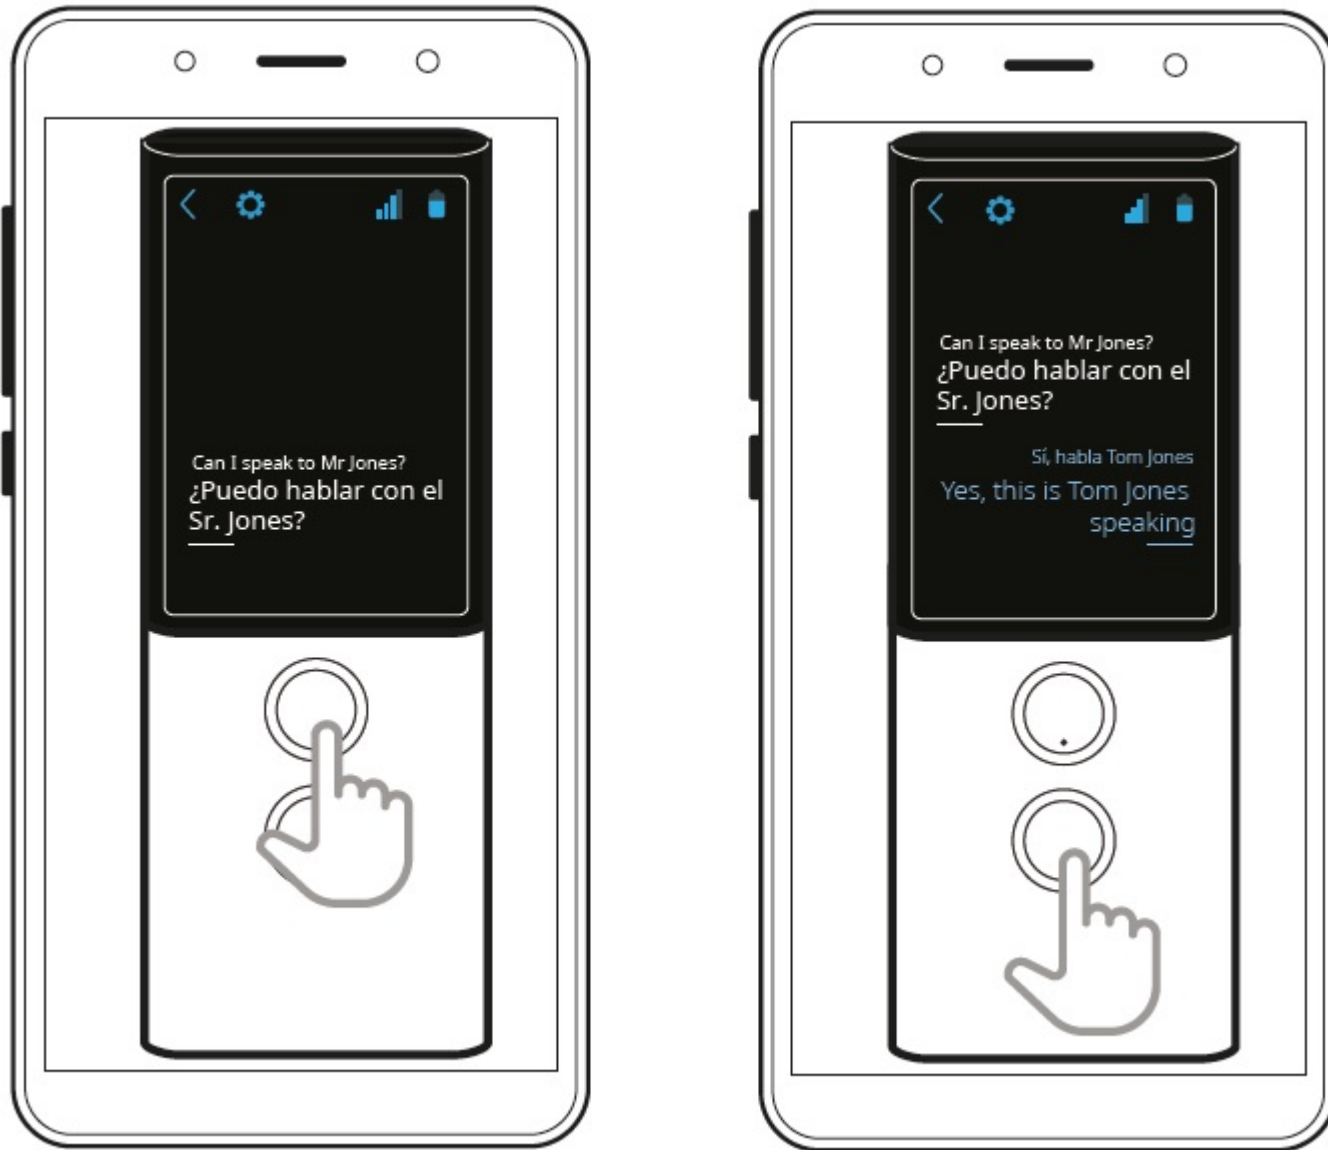 Can I speak to Mr Jones?
¿Puedo hablar con el
Sr. Jones?
Can I speak to Mr Jones?
¿Puedo hablar con el
Sr. Jones?
Sí, habla Tom Jones
Yes, this is Tom Jones
speaking